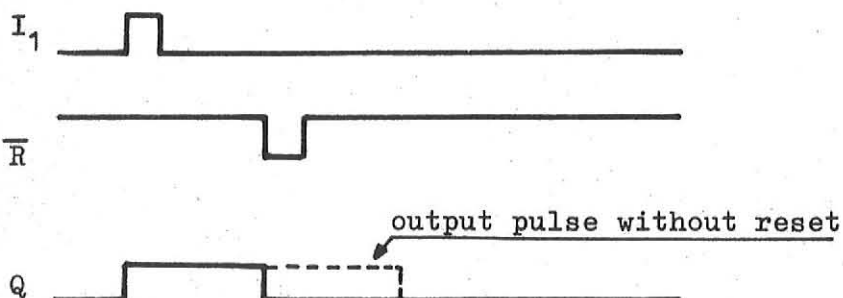 I₁
R̅
output pulse without reset
Q